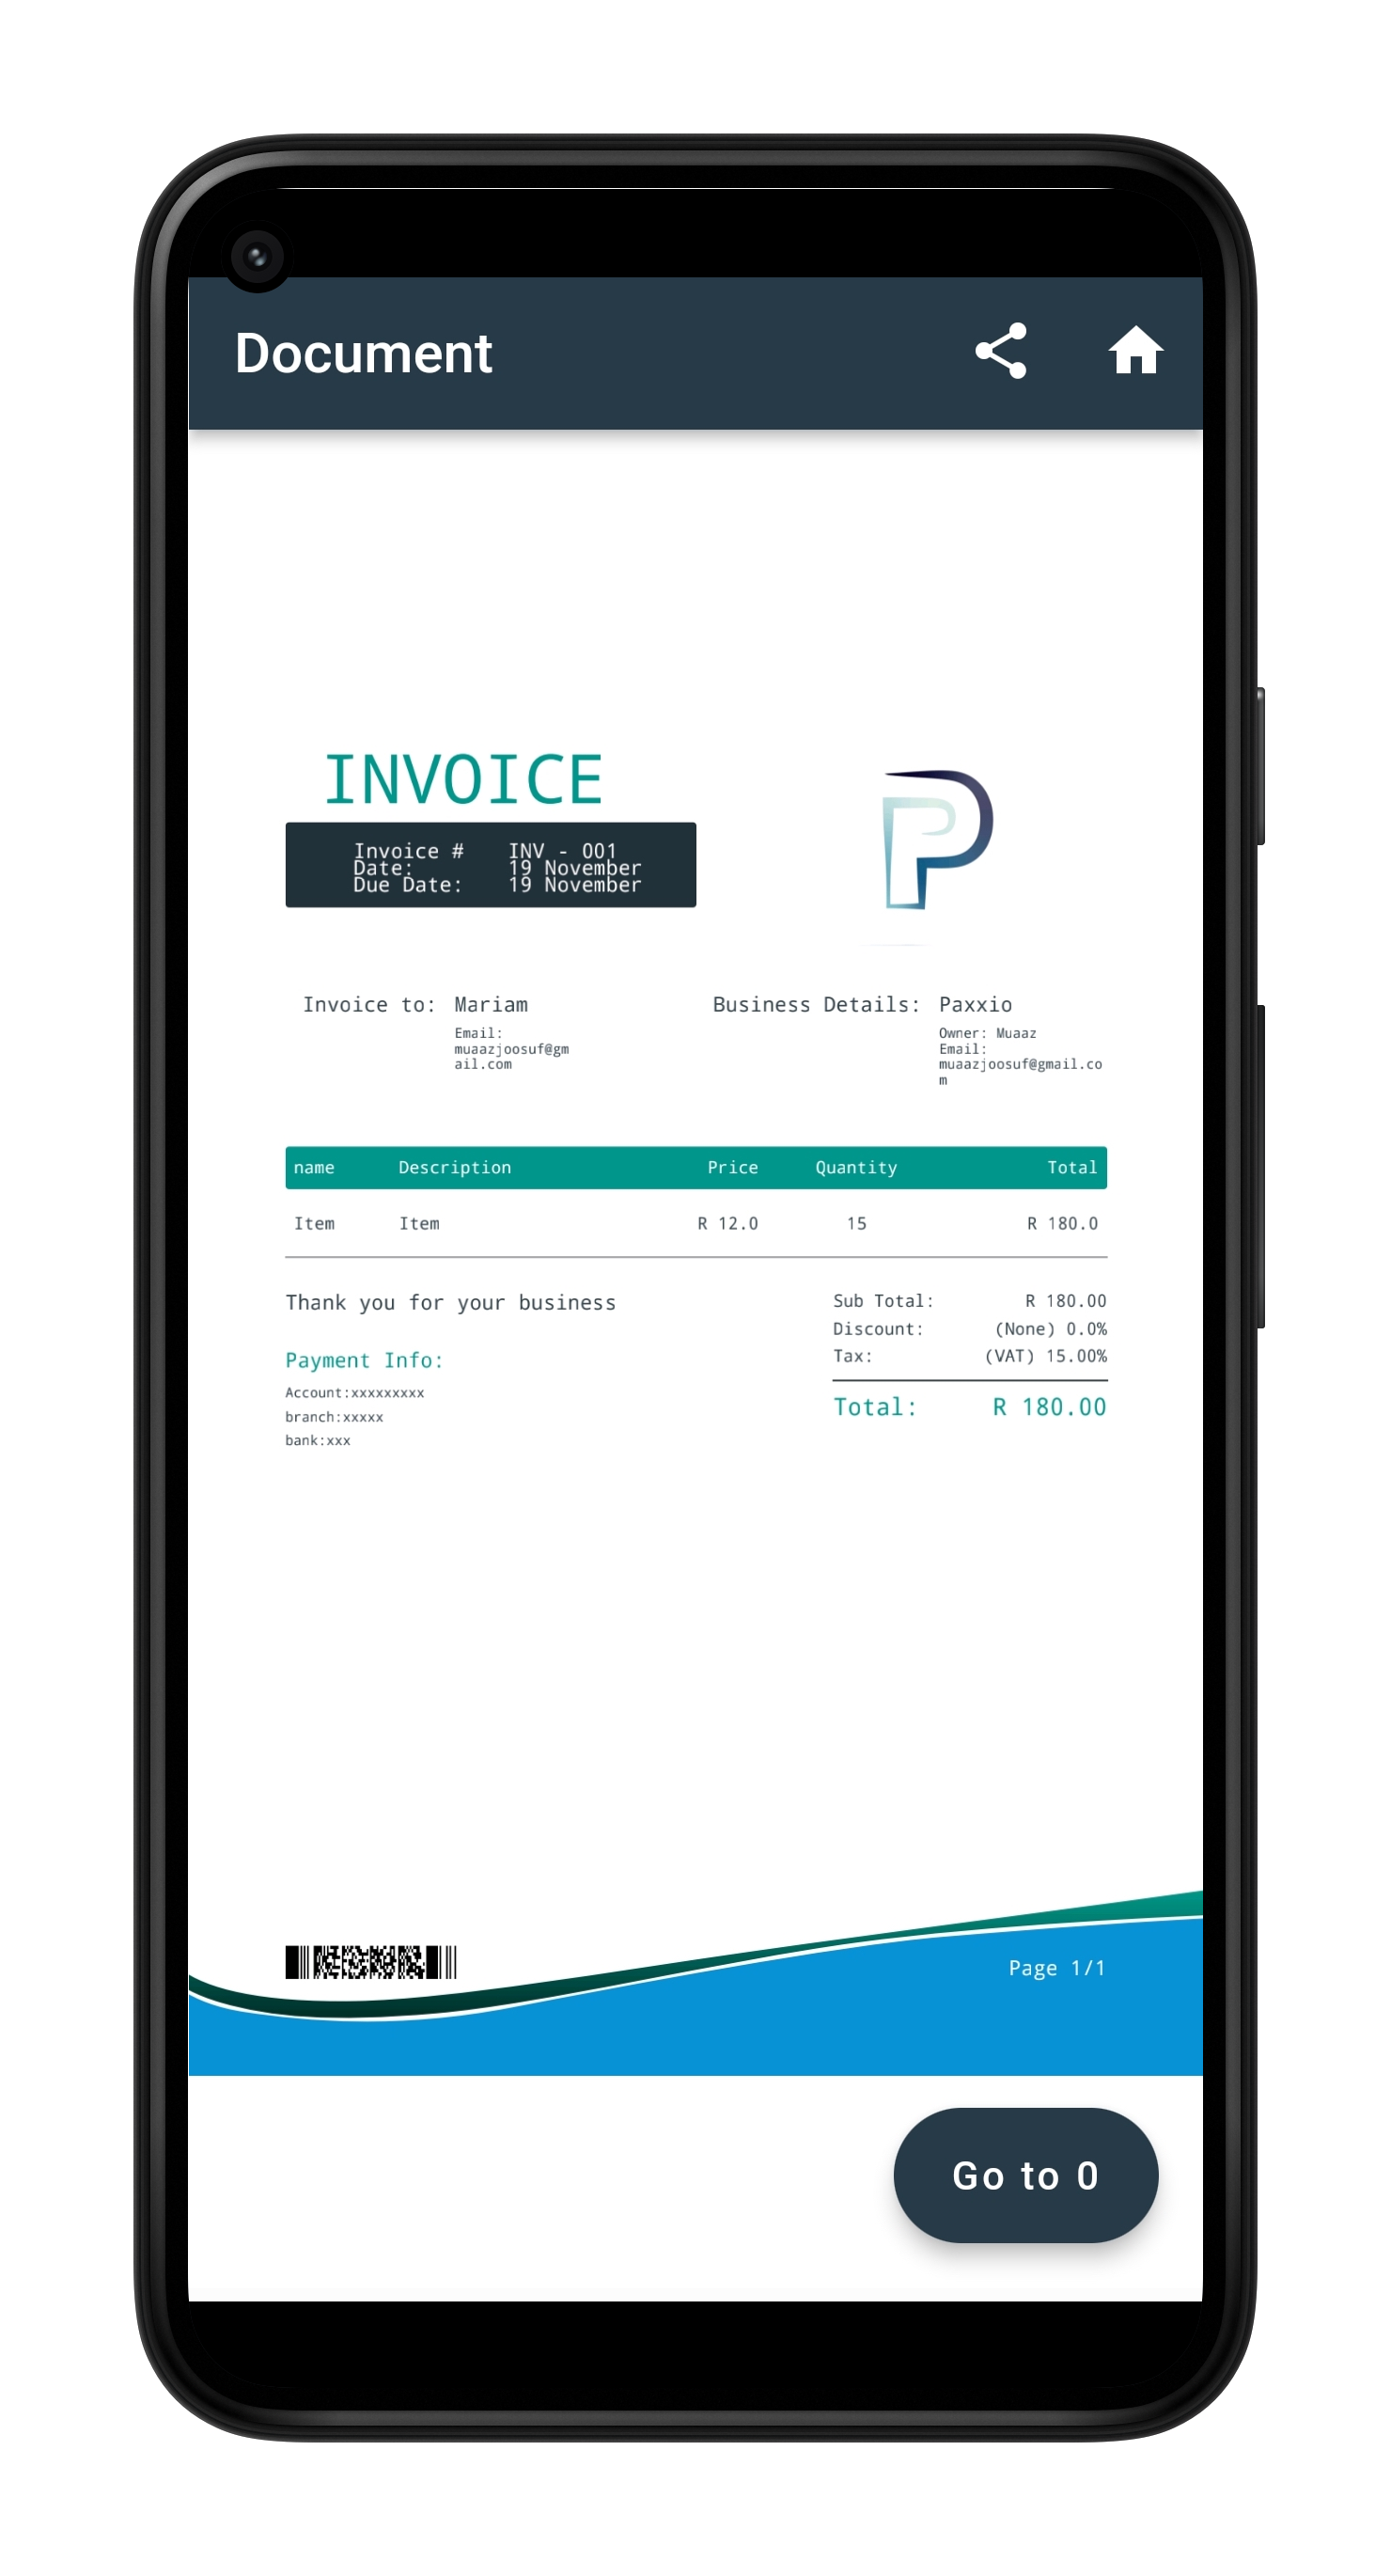 Document
INVOICE
Invoice # INV - 001
Date: 19 November
Due Date: 19 November
Invoice to: Mariam
Email:
muaazjoosuf@gm
ail.com
Business Details: Paxxio
Owner: Muaaz
Email:
muaazjoosuf@gmail.co
m
name Description Price Quantity Total
Item Item R 12.0 15 R 180.0
Thank you for your business
Payment Info:
Account:xxxxxxxxx
branch:xxxxx
bank:xxx
Sub Total: R 180.00
Discount: (None) 0.0%
Tax: (VAT) 15.00%
Total: R 180.00
Page 1/1
Go to 0